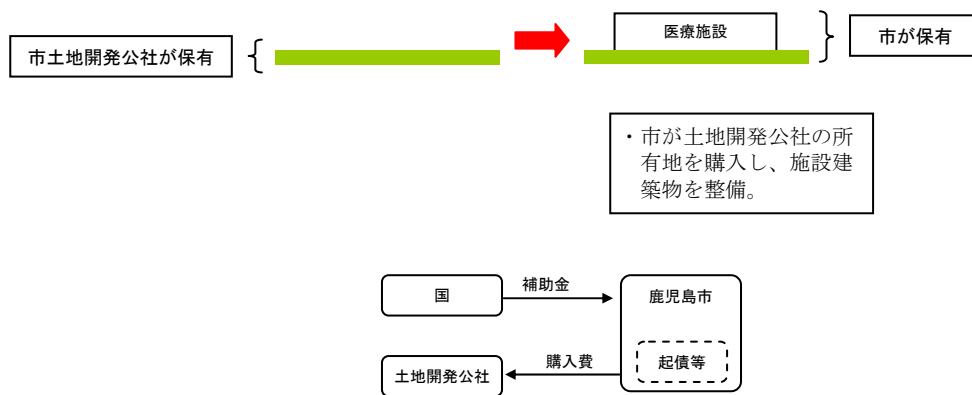 市土地開発公社が保有
医療施設
市が保有
・市が土地開発公社の所
有地を購入し、施設建
築物を整備。
国
補助金
鹿児島市
起債等
購入費
土地開発公社